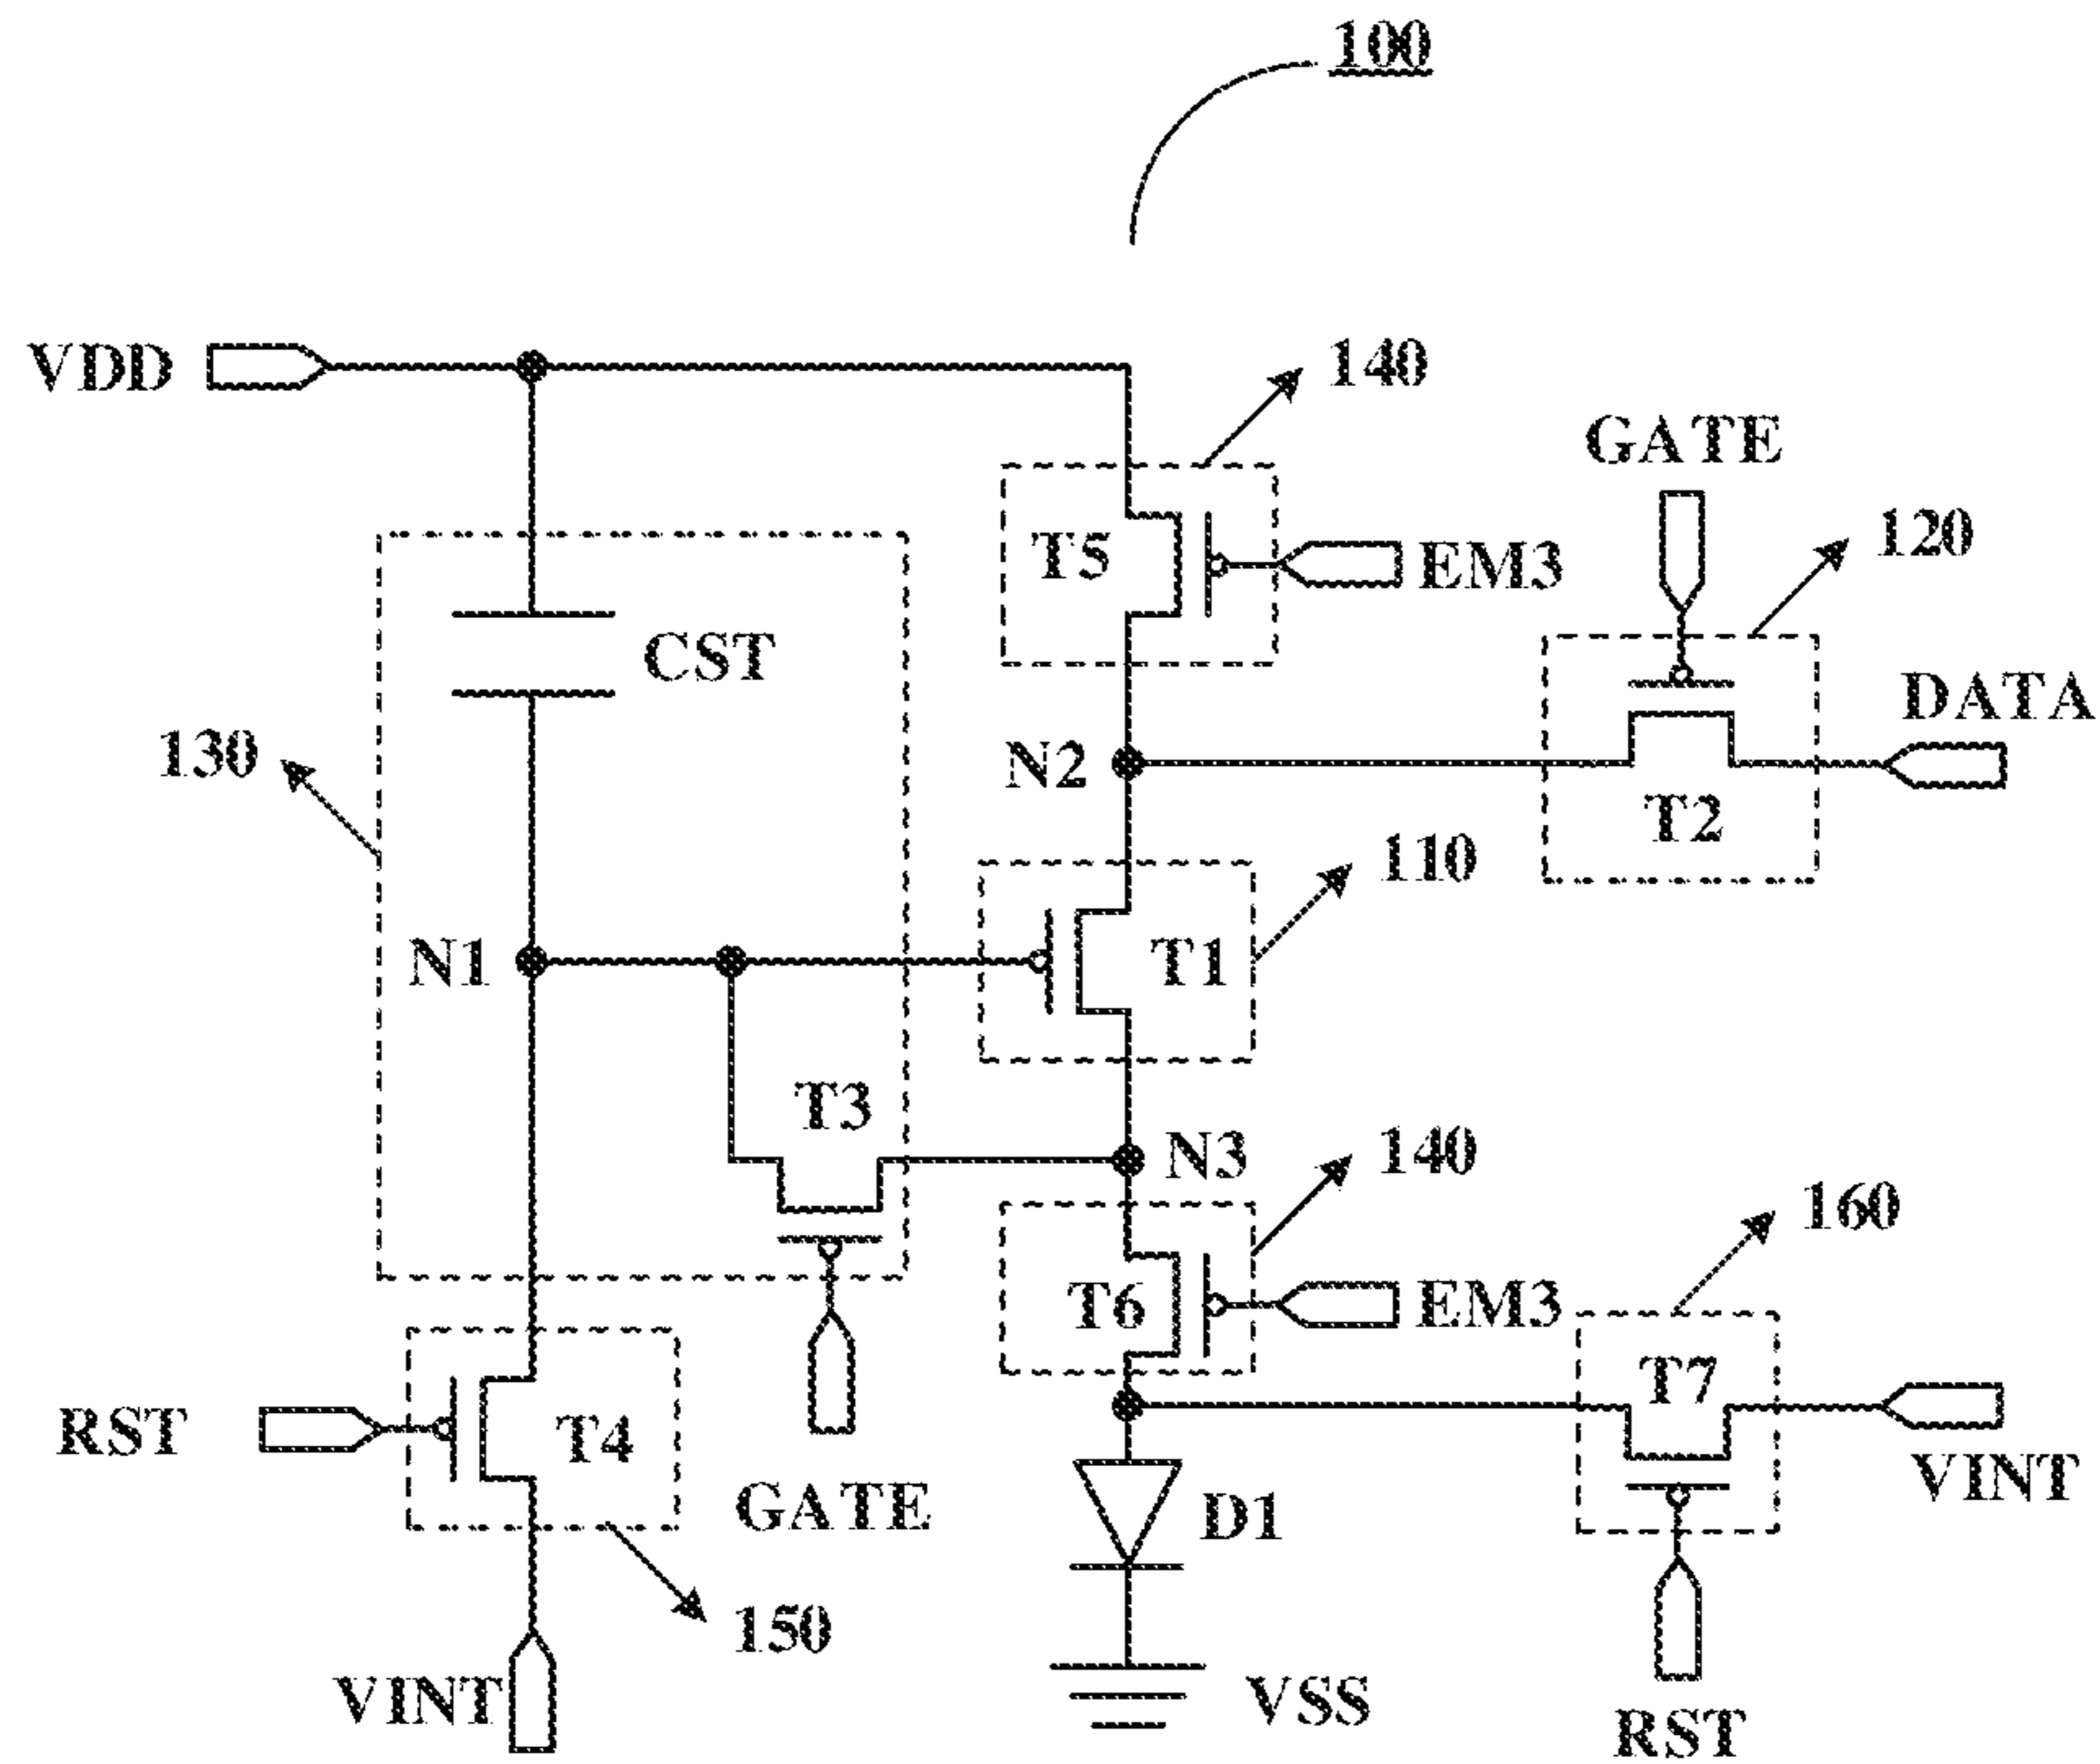 100
VDD
140
GATE
T5
EM3
120
CST
DATA
130
N2
T2
110
N1
T1
T3
N3
140
160
T6
EM3
T7
RST
T4
GATE
VINT
D1
150
VINT
VSS
RST